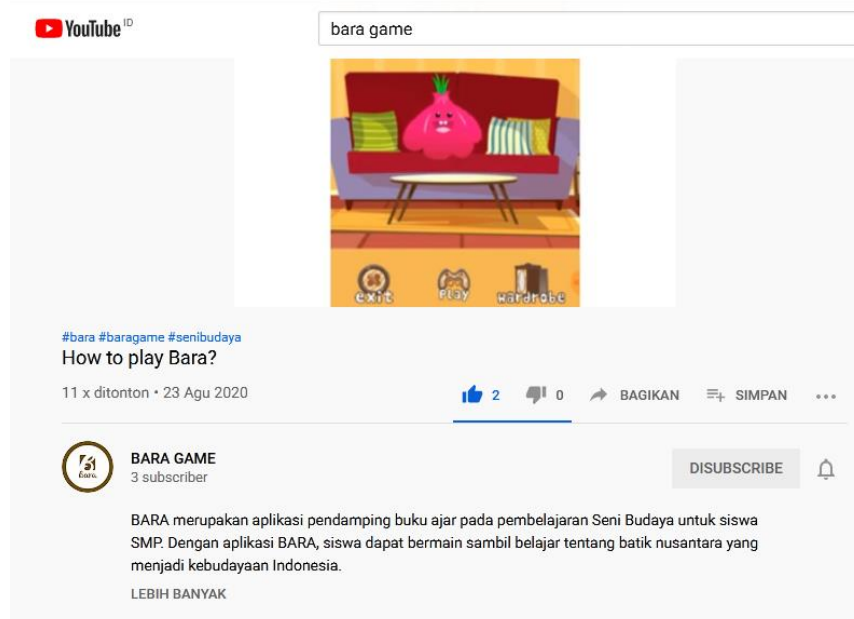 YouTube ID
bara game
exit
PLAY
wardrobe
#bara #baragame #senibudaya
How to play Bara?
11 x ditonton • 23 Agu 2020
2
0
BAGIKAN
SIMPAN
BARA GAME
3 subscriber
DISUBSCRIBE
Bara
BARA merupakan aplikasi pendamping buku ajar pada pembelajaran Seni Budaya untuk siswa
SMP. Dengan aplikasi BARA, siswa dapat bermain sambil belajar tentang batik nusantara yang
menjadi kebudayaan Indonesia.
LEBIH BANYAK